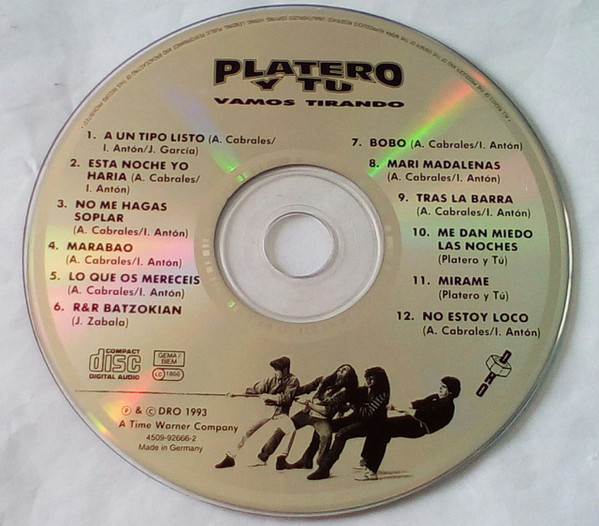 PLATERO
Y TU
VAMOS TIRANDO
1. A UN TIPO LISTO (A. Cabrales/
I. Antón/J. García)
2. ESTA NOCHE YO
HARIA (A. Cabrales/
I. Antón)
3. NO ME HAGAS
SOPLAR
(A. Cabrales/I. Antón)
4. MARABAO
(A. Cabrales/I. Antón)
5. LO QUE OS MERECEIS
(A. Cabrales/I. Antón)
6. R&R BATZOKIAN
(J. Zabala)
7. BOBO (A. Cabrales/I. Antón)
8. MARI MADALENAS
(A. Cabrales/I. Antón)
9. TRAS LA BARRA
(A. Cabrales/I. Antón)
10. ME DAN MIEDO
LAS NOCHES
(Platero y Tú)
11. MIRAME
(Platero y Tú)
12. NO ESTOY LOCO
(A. Cabrales/I. Antón)
COMPACT
disc
DIGITAL AUDIO
GEMA/
BIEM
LC 1866
DRO
℗ & © DRO 1993
A Time Warner Company
4509-92666-2
Made in Germany